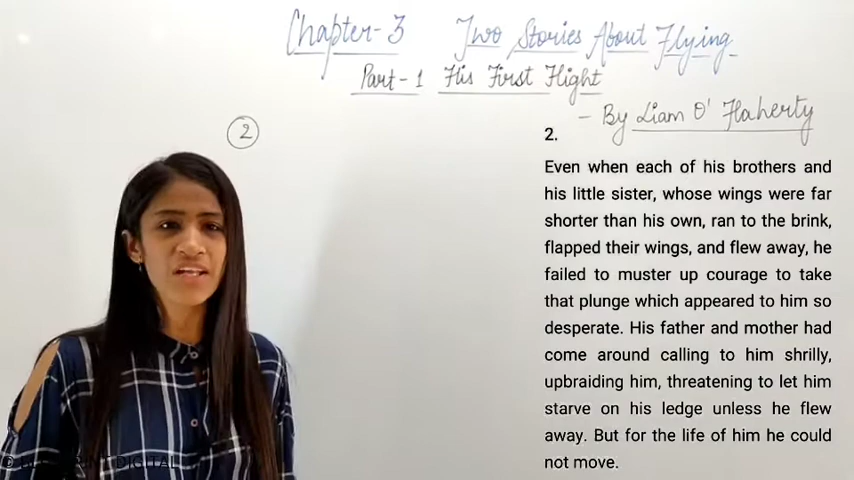 Chapter-3 Two Stories About Flying
Part-1 His First Flight
- By Liam O' Flaherty
2
2.
Even when each of his brothers and
his little sister, whose wings were far
shorter than his own, ran to the brink,
flapped their wings, and flew away, he
failed to muster up courage to take
that plunge which appeared to him so
desperate. His father and mother had
come around calling to him shrilly,
upbraiding him, threatening to let him
starve on his ledge unless he flew
away. But for the life of him he could
not move.
DIGITAL